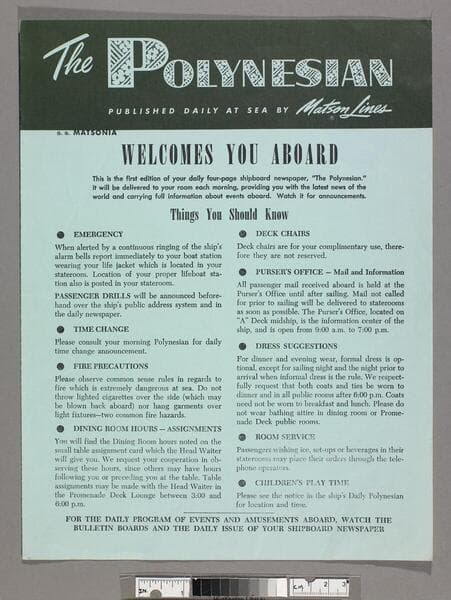 The POLYNESIAN
PUBLISHED DAILY AT SEA BY Matson Lines
S. S. MATSONIA
WELCOMES YOU ABOARD
This is the first edition of your daily four-page shipboard newspaper, "The Polynesian."
It will be delivered to your room each morning, providing you with the latest news of the
world and carrying full information about events aboard. Watch it for announcements.
Things You Should Know
EMERGENCY
When alerted by a continuous ringing of the ship's
alarm bells report immediately to your boat station
wearing your life jacket which is located in your
stateroom. Location of your proper lifeboat sta-
tion also is posted in your stateroom.
PASSENGER DRILLS will be announced before-
hand over the ship's public address system and in
the daily newspaper.
TIME CHANGE
Please consult your morning Polynesian for daily
time change announcement.
FIRE PRECAUTIONS
Please observe common sense rules in regards to
fire which is extremely dangerous at sea. Do not
throw lighted cigarettes over the side (which may
be blown back aboard) nor hang garments over
light fixtures—two common fire hazards.
DINING ROOM HOURS — ASSIGNMENTS
You will find the Dining Room hours noted on the
small table assignment card which the Head Waiter
will give you. We request your cooperation in ob-
serving these hours, since others may have hours
following you or preceding you at the table. Table
assignments may be made with the Head Waiter in
the Promenade Deck Lounge between 3:00 and
6:00 p.m.
DECK CHAIRS
Deck chairs are for your complimentary use, there-
fore they are not reserved.
PURSER'S OFFICE — Mail and Information
All passenger mail received aboard is held at the
Purser's Office until after sailing. Mail not called
for prior to sailing will be delivered to staterooms
as soon as possible. The Purser's Office, located on
"A" Deck midship, is the information center of the
ship, and is open from 9:00 a.m. to 7:00 p.m.
DRESS SUGGESTIONS
For dinner and evening wear, formal dress is op-
tional, except for sailing night and the night prior to
arrival when informal dress is the rule. We respect-
fully request that both coats and ties be worn to
dinner and in all public rooms after 6:00 p.m. Coats
need not be worn to breakfast and lunch. Please do
not wear bathing attire in dining room or Prome-
nade Deck public rooms.
ROOM SERVICE
Passengers wishing ice, set-ups or beverages in their
staterooms may place their orders through the tele-
phone operators.
CHILDREN'S PLAY TIME
Please see the notice in the ship's Daily Polynesian
for location and time.
FOR THE DAILY PROGRAM OF EVENTS AND AMUSEMENTS ABOARD, WATCH THE
BULLETIN BOARDS AND THE DAILY ISSUE OF YOUR SHIPBOARD NEWSPAPER
IN. 1 CM 1 2 3